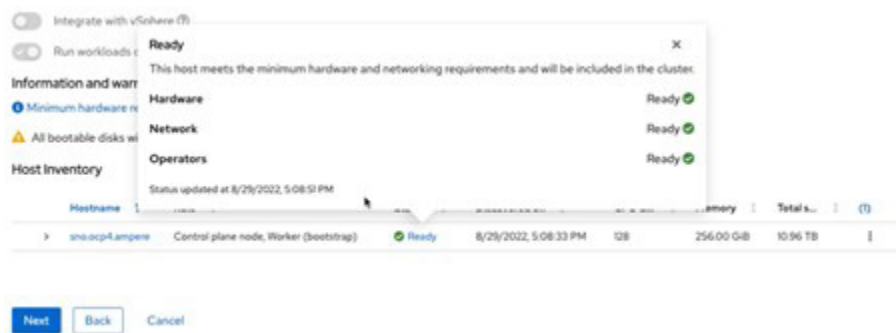 Integrate with vSphere
Run workloads
Ready
This host meets the minimum hardware and networking requirements and will be included in the cluster.
Hardware Ready
Network Ready
Operators Ready
Status updated at 8/29/2022, 5:08:51 PM
Information and warr
Minimum hardware re
All bootable disks wi
Host Inventory
Hostname emory Total s... (1)
sno.ocp4.ampere Control plane node, Worker (bootstrap) Ready 8/29/2022, 5:08:33 PM 128 256.00 GiB 10.96 TB
Next Back Cancel